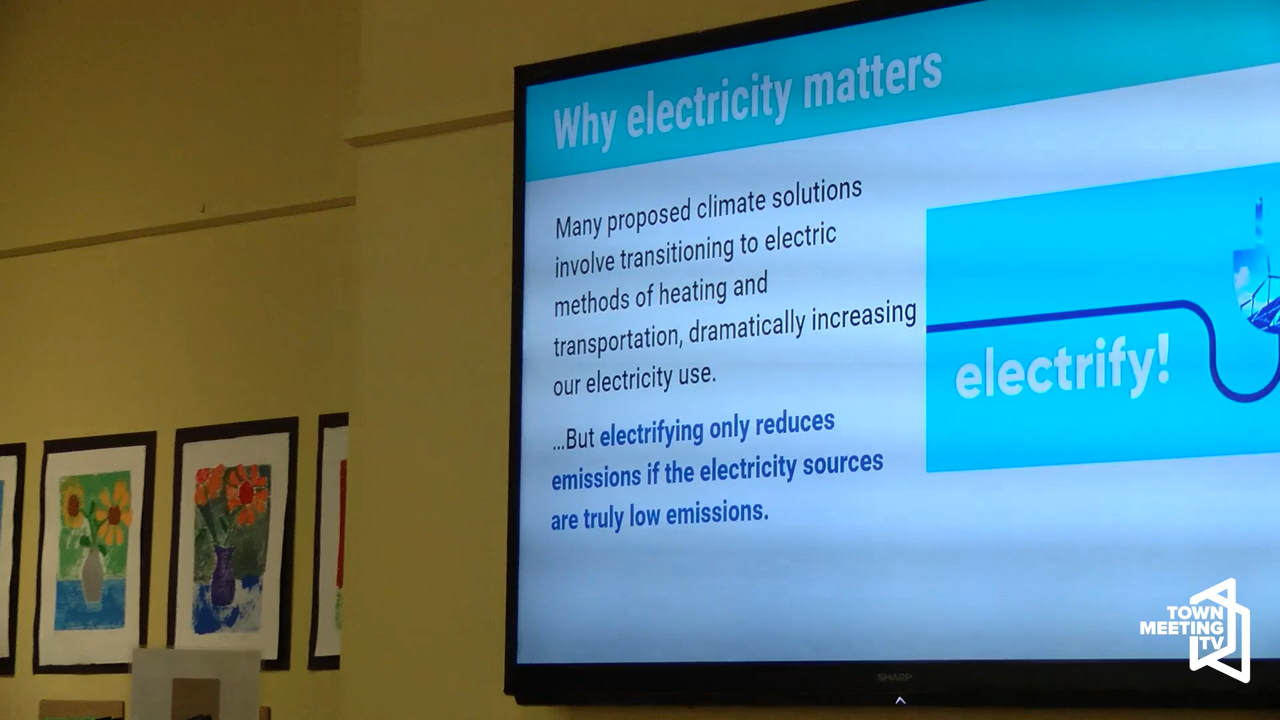 Why electricity matters
Many proposed climate solutions
involve transitioning to electric
methods of heating and
transportation, dramatically increasing
our electricity use.
...But electrifying only reduces
emissions if the electricity sources
are truly low emissions.
electrify!
SHARP
TOWN
MEETING
TV